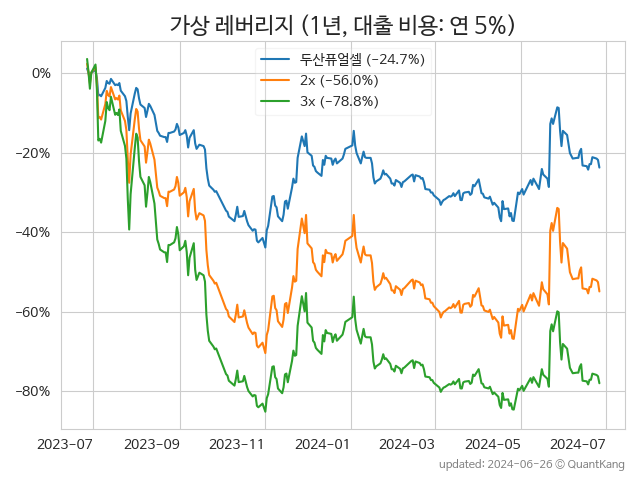 가상 레버리지 (1년, 대출 비용: 연 5%)
두산퓨얼셀 (−24.7%)
2x (−56.0%)
3x (−78.8%)
0%
−20%
−40%
−60%
−80%
2023-07
2023-09
2023-11
2024-01
2024-03
2024-05
2024-07
updated: 2024-06-26 ⓒ QuantKang